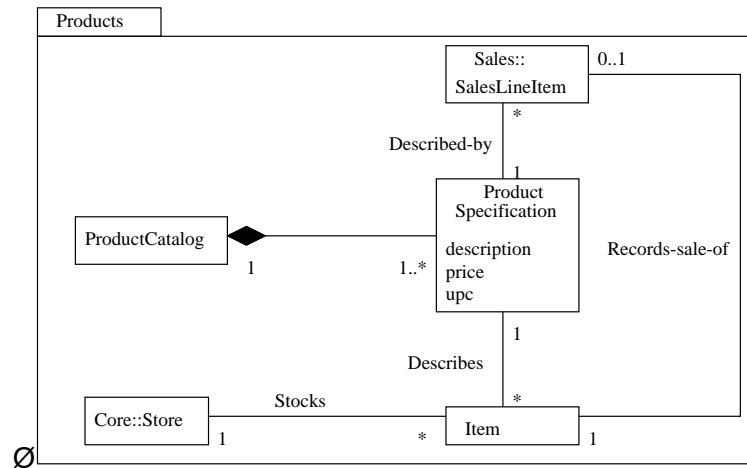 Products
Sales::
SalesLineItem
0..1
*
Described-by
1
Product
Specification
ProductCatalog
description
price
upc
1
1..*
Records-sale-of
1
Describes
*
Stocks
Core::Store
Item
1
*
1
Ø